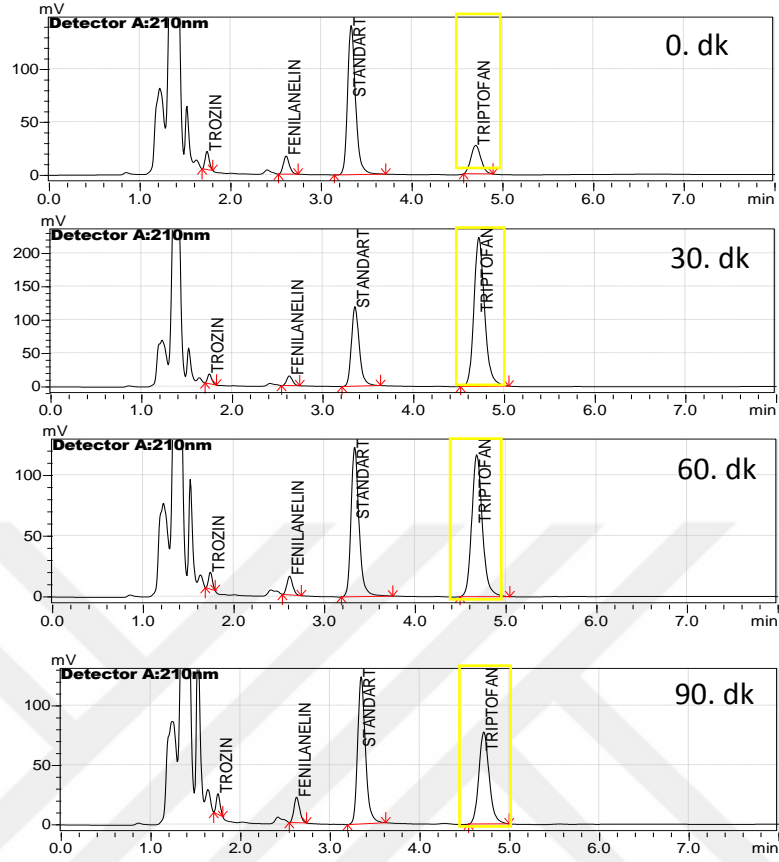 mV
Detector A:210nm
0. dk
100
50
0
TROZIN
FENILANELIN
STANDART
TRIPTOFAN
0.0 1.0 2.0 3.0 4.0 5.0 6.0 7.0 min
mV
Detector A:210nm
30. dk
200
150
100
50
0
TROZIN
FENILANELIN
STANDART
TRIPTOFAN
0.0 1.0 2.0 3.0 4.0 5.0 6.0 7.0 min
mV
Detector A:210nm
60. dk
100
50
0
TROZIN
FENILANELIN
STANDART
TRIPTOFAN
0.0 1.0 2.0 3.0 4.0 5.0 6.0 7.0 min
mV
Detector A:210nm
90. dk
100
50
0
TROZIN
FENILANELIN
STANDART
TRIPTOFAN
0.0 1.0 2.0 3.0 4.0 5.0 6.0 7.0 min